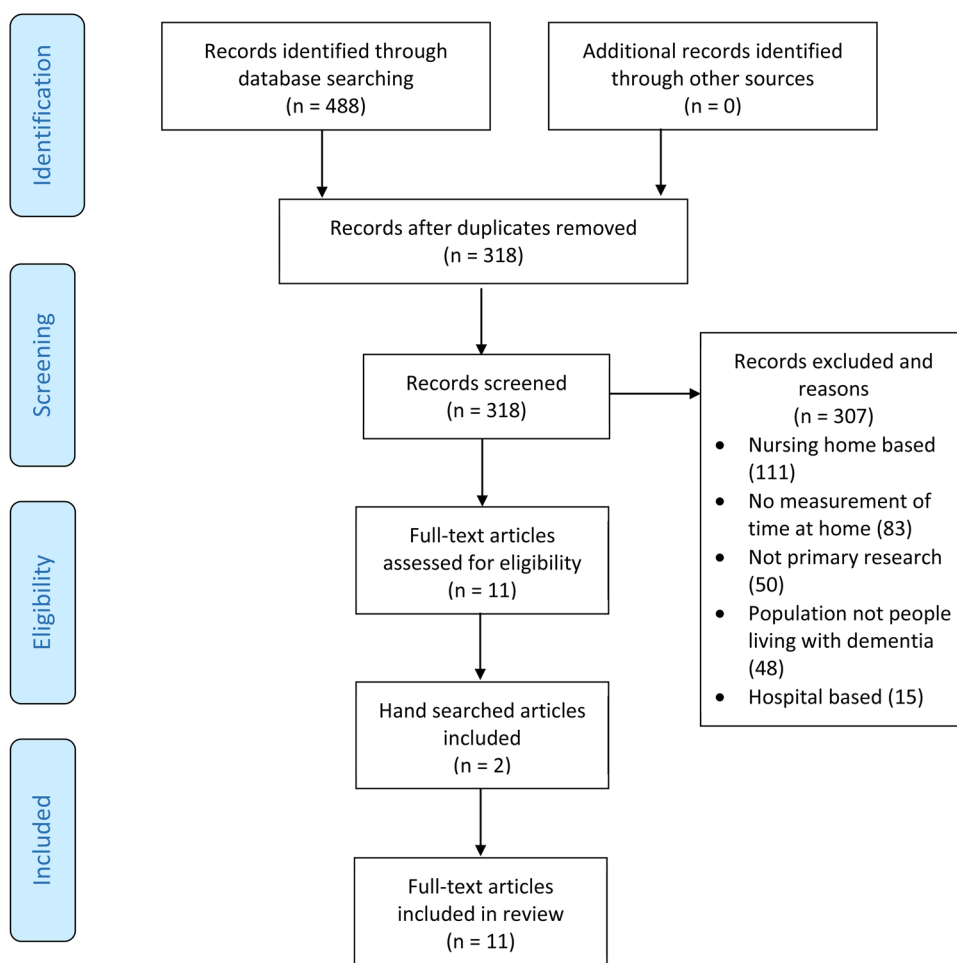 Identification
Records identified through
database searching
(n = 488)
Additional records identified
through other sources
(n = 0)
Records after duplicates removed
(n = 318)
Screening
Records screened
(n = 318)
Records excluded and
reasons
(n = 307)
• Nursing home based
(111)
• No measurement of
time at home (83)
• Not primary research
(50)
• Population not people
living with dementia
(48)
• Hospital based (15)
Eligibility
Full-text articles
assessed for eligibility
(n = 11)
Hand searched articles
included
(n = 2)
Included
Full-text articles
included in review
(n = 11)